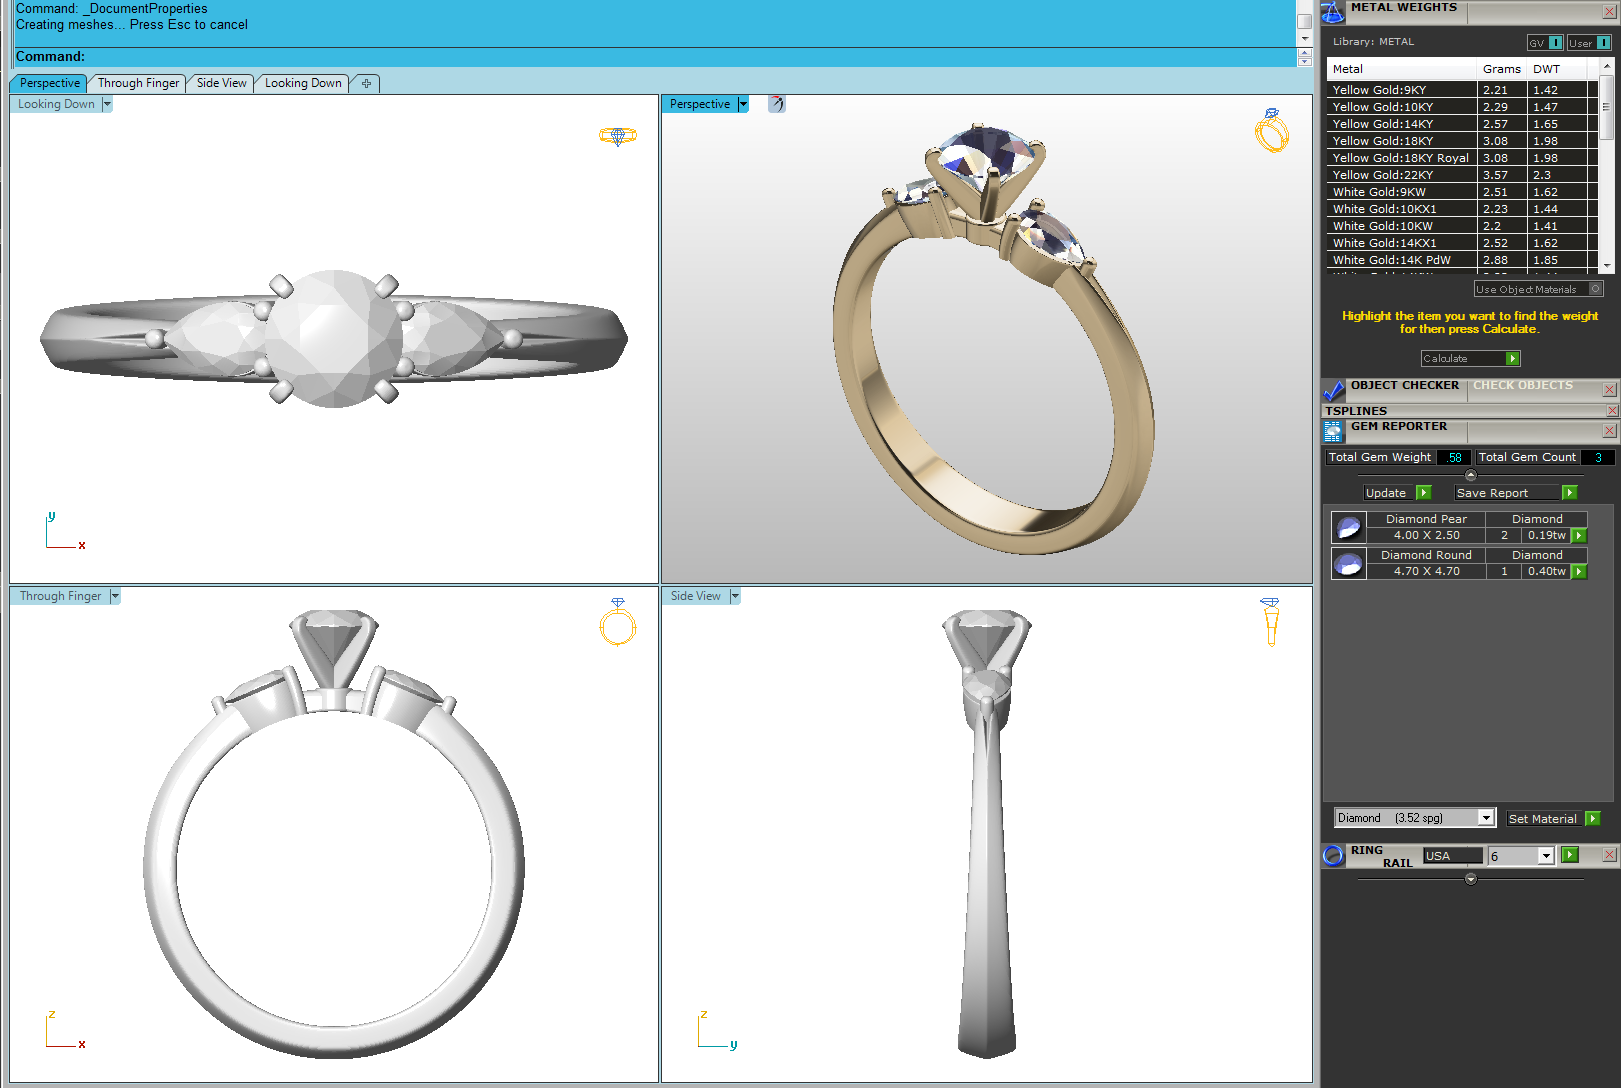 Command: _DocumentProperties
Creating meshes... Press Esc to cancel
Command:
Perspective
Through Finger
Side View
Looking Down
Looking Down
Perspective
y
x
Through Finger
Side View
z
x
z
y
METAL WEIGHTS
Library: METAL
GV
User
Metal Grams DWT
Yellow Gold:9KY 2.21 1.42
Yellow Gold:10KY 2.29 1.47
Yellow Gold:14KY 2.57 1.65
Yellow Gold:18KY 3.08 1.98
Yellow Gold:18KY Royal 3.08 1.98
Yellow Gold:22KY 3.57 2.3
White Gold:9KW 2.51 1.62
White Gold:10KX1 2.23 1.44
White Gold:10KW 2.2 1.41
White Gold:14KX1 2.52 1.62
White Gold:14K PdW 2.88 1.85
Use Object Materials
Highlight the item you want to find the weight
for then press Calculate.
Calculate
OBJECT CHECKER CHECK OBJECTS
TSPLINES
GEM REPORTER
Total Gem Weight .58 Total Gem Count 3
Update Save Report
Diamond Pear Diamond
4.00 X 2.50 2 0.19tw
Diamond Round Diamond
4.70 X 4.70 1 0.40tw
Diamond (3.52 spg) Set Material
RING
RAIL USA 6